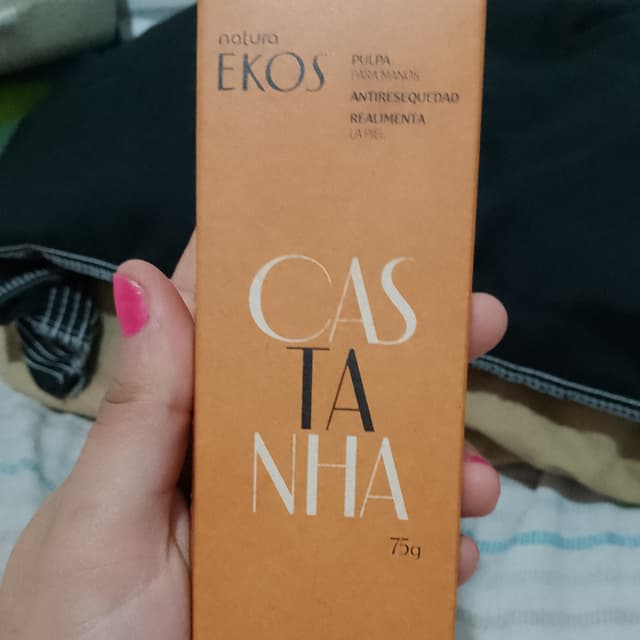 natura
EKOS
PULPA
PARA MANOS
ANTIRESEQUEDAD
REALIMENTA
LA PIEL
CAS
TA
NHA
75g